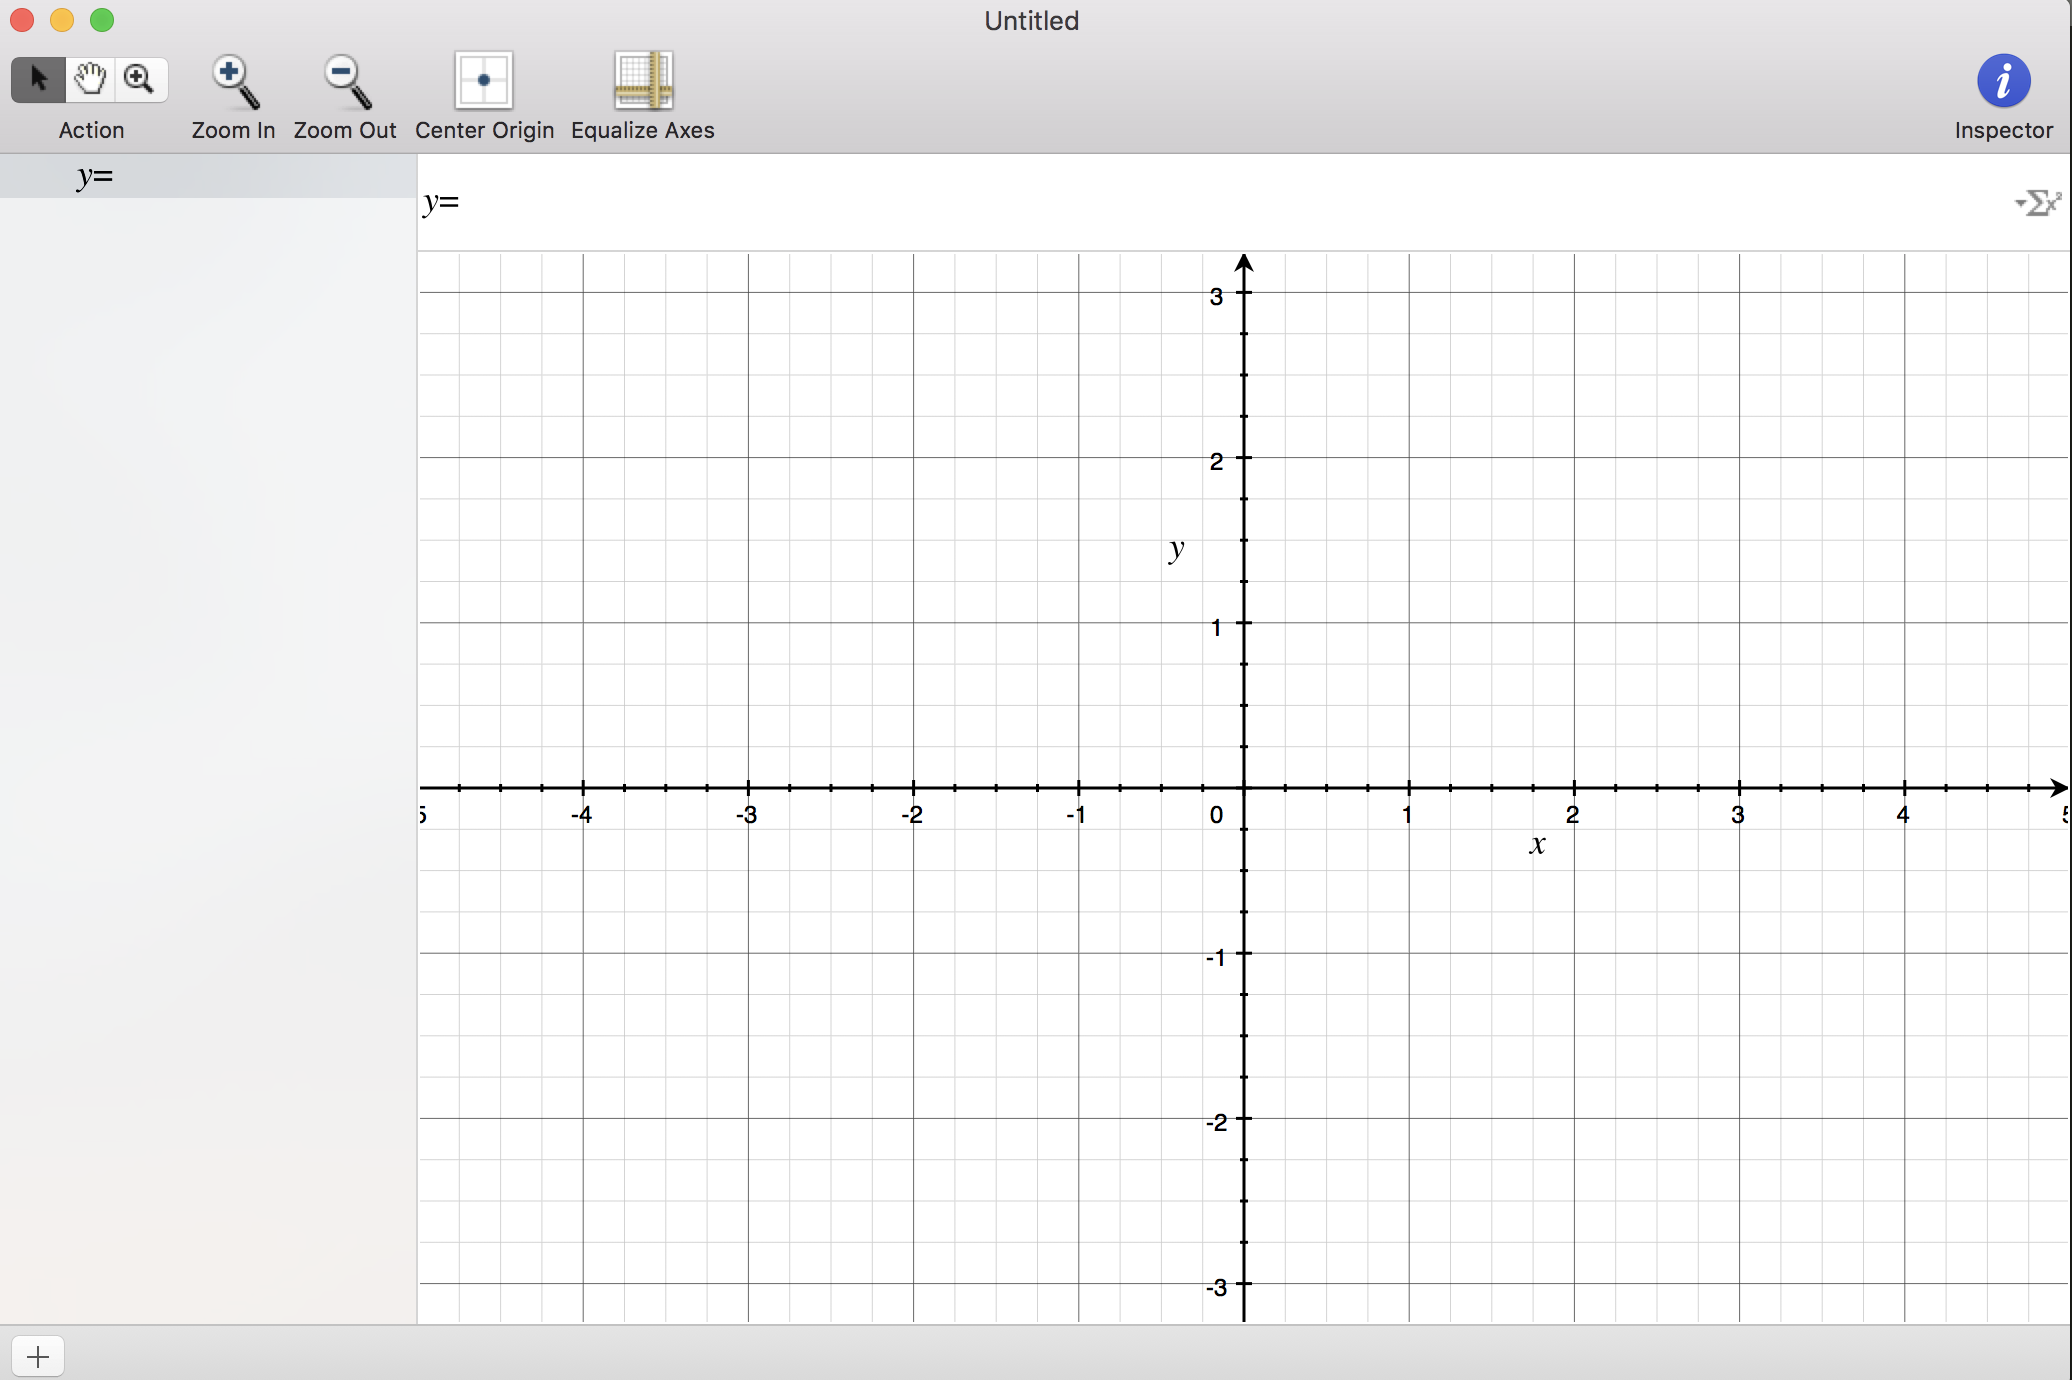 Untitled
Action Zoom In Zoom Out Center Origin Equalize Axes Inspector
y=
y=
Σx²
3
2
y
1
-4 -3 -2 -1 0 1 2 3 4
x
-1
-2
-3